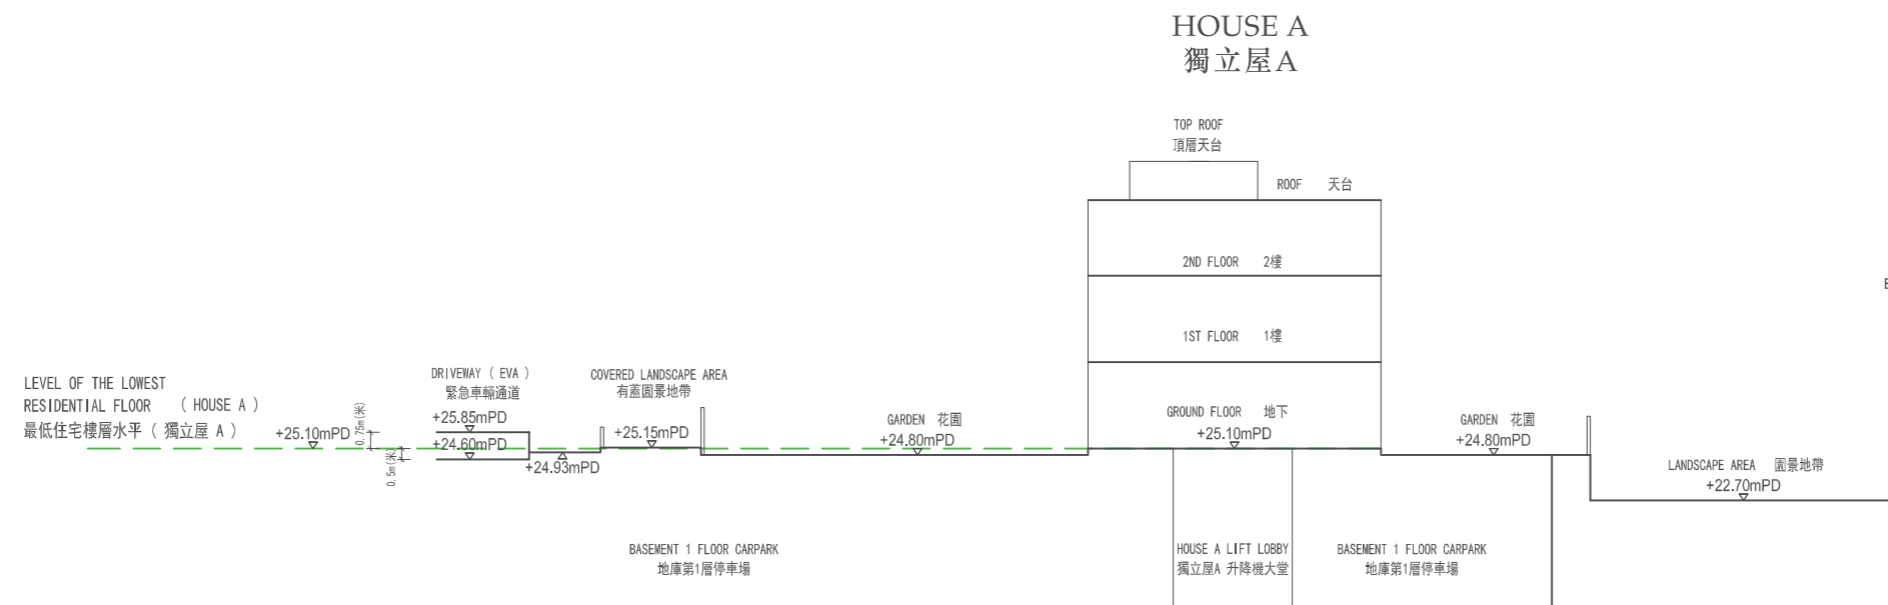 HOUSE A
獨立屋A
TOP ROOF
頂層天台
ROOF 天台
2ND FLOOR 2樓
1ST FLOOR 1樓
LEVEL OF THE LOWEST
RESIDENTIAL FLOOR ( HOUSE A )
最低住宅樓層水平 ( 獨立屋 A )
+25.10mPD
0.75m(米)
0.5m(米)
DRIVEWAY ( EVA )
緊急車輛通道
+25.85mPD
+24.60mPD
+24.93mPD
COVERED LANDSCAPE AREA
有蓋園景地帶
+25.15mPD
GARDEN 花園
+24.80mPD
GROUND FLOOR 地下
+25.10mPD
GARDEN 花園
+24.80mPD
LANDSCAPE AREA 園景地帶
+22.70mPD
BASEMENT 1 FLOOR CARPARK
地庫第1層停車場
HOUSE A LIFT LOBBY
獨立屋A 升降機大堂
BASEMENT 1 FLOOR CARPARK
地庫第1層停車場